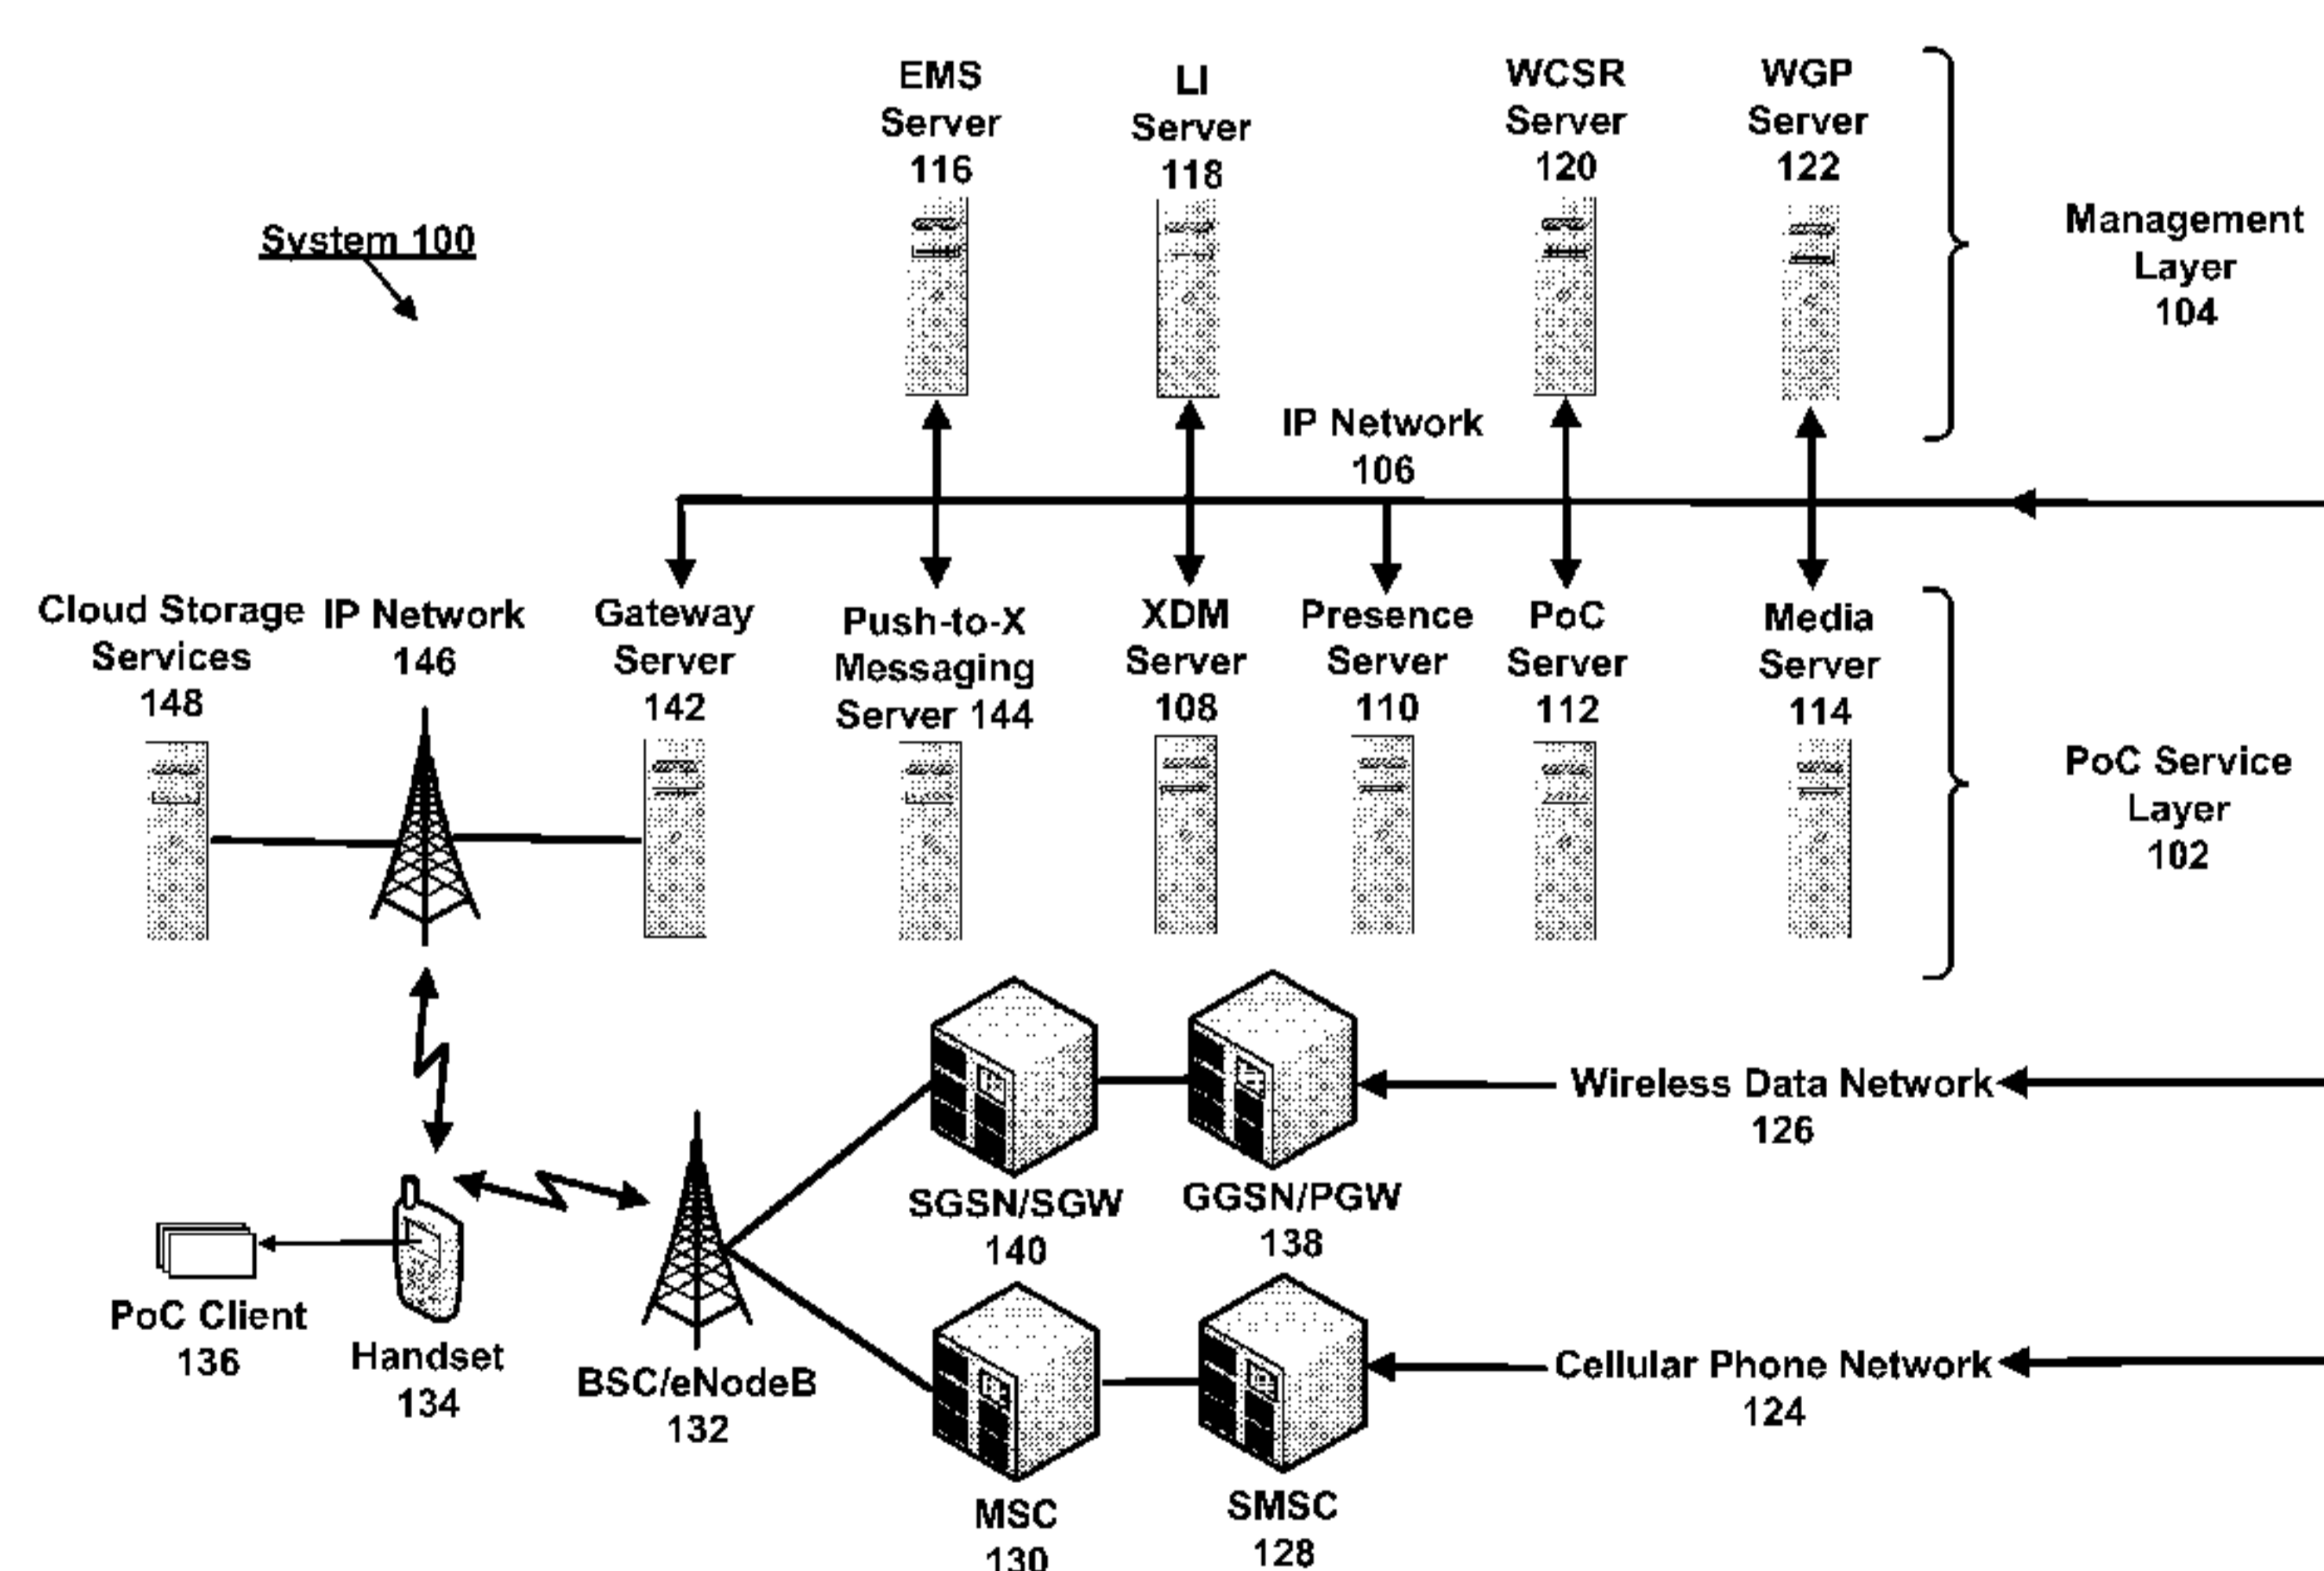 EMS
Server
116
LI
Server
118
WCSR
Server
120
WGP
Server
122
System 100
Management
Layer
104
IP Network
106
Cloud Storage
Services
148
IP Network
146
Gateway
Server
142
Push-to-X
Messaging
Server 144
XDM
Server
108
Presence
Server
110
PoC
Server
112
Media
Server
114
PoC Service
Layer
102
Wireless Data Network
126
SGSN/SGW
140
GGSN/PGW
138
PoC Client
136
Handset
134
BSC/eNodeB
132
Cellular Phone Network
124
MSC
130
SMSC
128